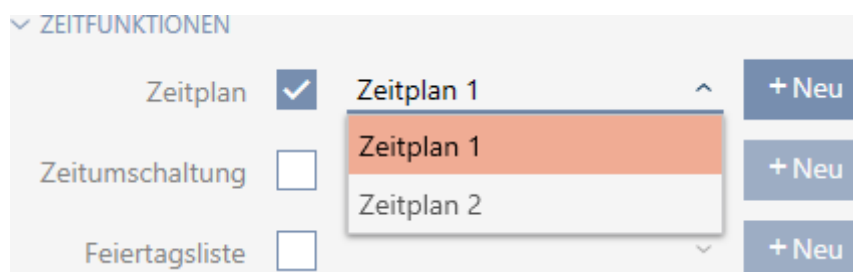 ZEITFUNKTIONEN
Zeitplan Zeitplan 1 + Neu
Zeitplan 1
Zeitumschaltung + Neu
Zeitplan 2
Feiertagsliste + Neu